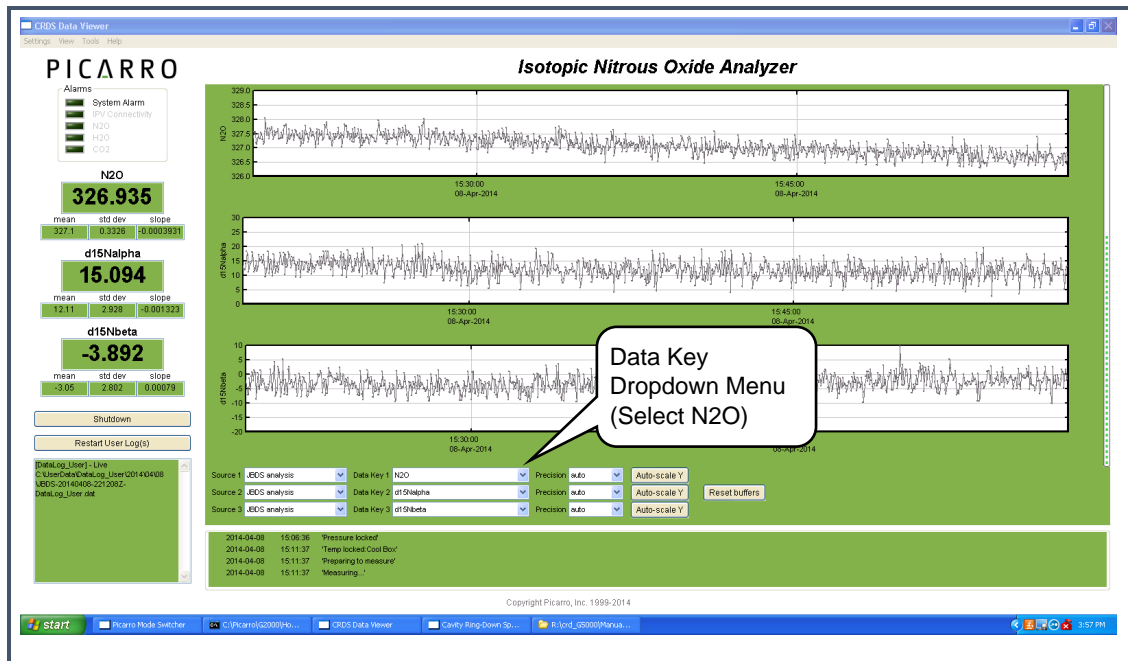 CRDS Data Viewer
Settings View Tools Help
PICARRO
Isotopic Nitrous Oxide Analyzer
Alarms
System Alarm
IPV Connectivity
N2O
H2O
CO2
N2O
326.935
mean std dev slope
327.1 0.3326 -0.0003931
d15Nalpha
15.094
mean std dev slope
12.11 2.928 -0.001323
d15Nbeta
-3.892
mean std dev slope
-3.05 2.802 0.00079
Shutdown
Restart User Log(s)
[DataLog_User] - Live
C:\UserData\DataLog_User\2014\04\08
\JBDS-20140408-221208Z-
DataLog_User.dat
N2O
329.0
328.5
328.0
327.5
327.0
326.5
326.0
15:30:00 15:45:00
08-Apr-2014 08-Apr-2014
d15Nalpha
30
25
20
15
10
5
0
15:30:00 15:45:00
08-Apr-2014 08-Apr-2014
d15Nbeta
10
5
0
-5
-10
-15
-20
15:30:00
08-Apr-2014 08-Apr-2014
Data Key
Dropdown Menu
(Select N2O)
Source 1 JBDS analysis Data Key 1 N2O Precision auto Auto-scale Y
Source 2 JBDS analysis Data Key 2 d15Nalpha Precision auto Auto-scale Y Reset buffers
Source 3 JBDS analysis Data Key 3 d15Nbeta Precision auto Auto-scale Y
2014-04-08 15:06:36 'Pressure locked'
2014-04-08 15:11:37 'Temp locked:Cool Box'
2014-04-08 15:11:37 'Preparing to measure'
2014-04-08 15:11:37 'Measuring...'
Copyright Picarro, Inc. 1999-2014
start Picarro Mode Switcher C:\Picarro\G2000\Ho... CRDS Data Viewer Cavity Ring-Down Sp... R:\crd_G5000\Manua... 3:57 PM